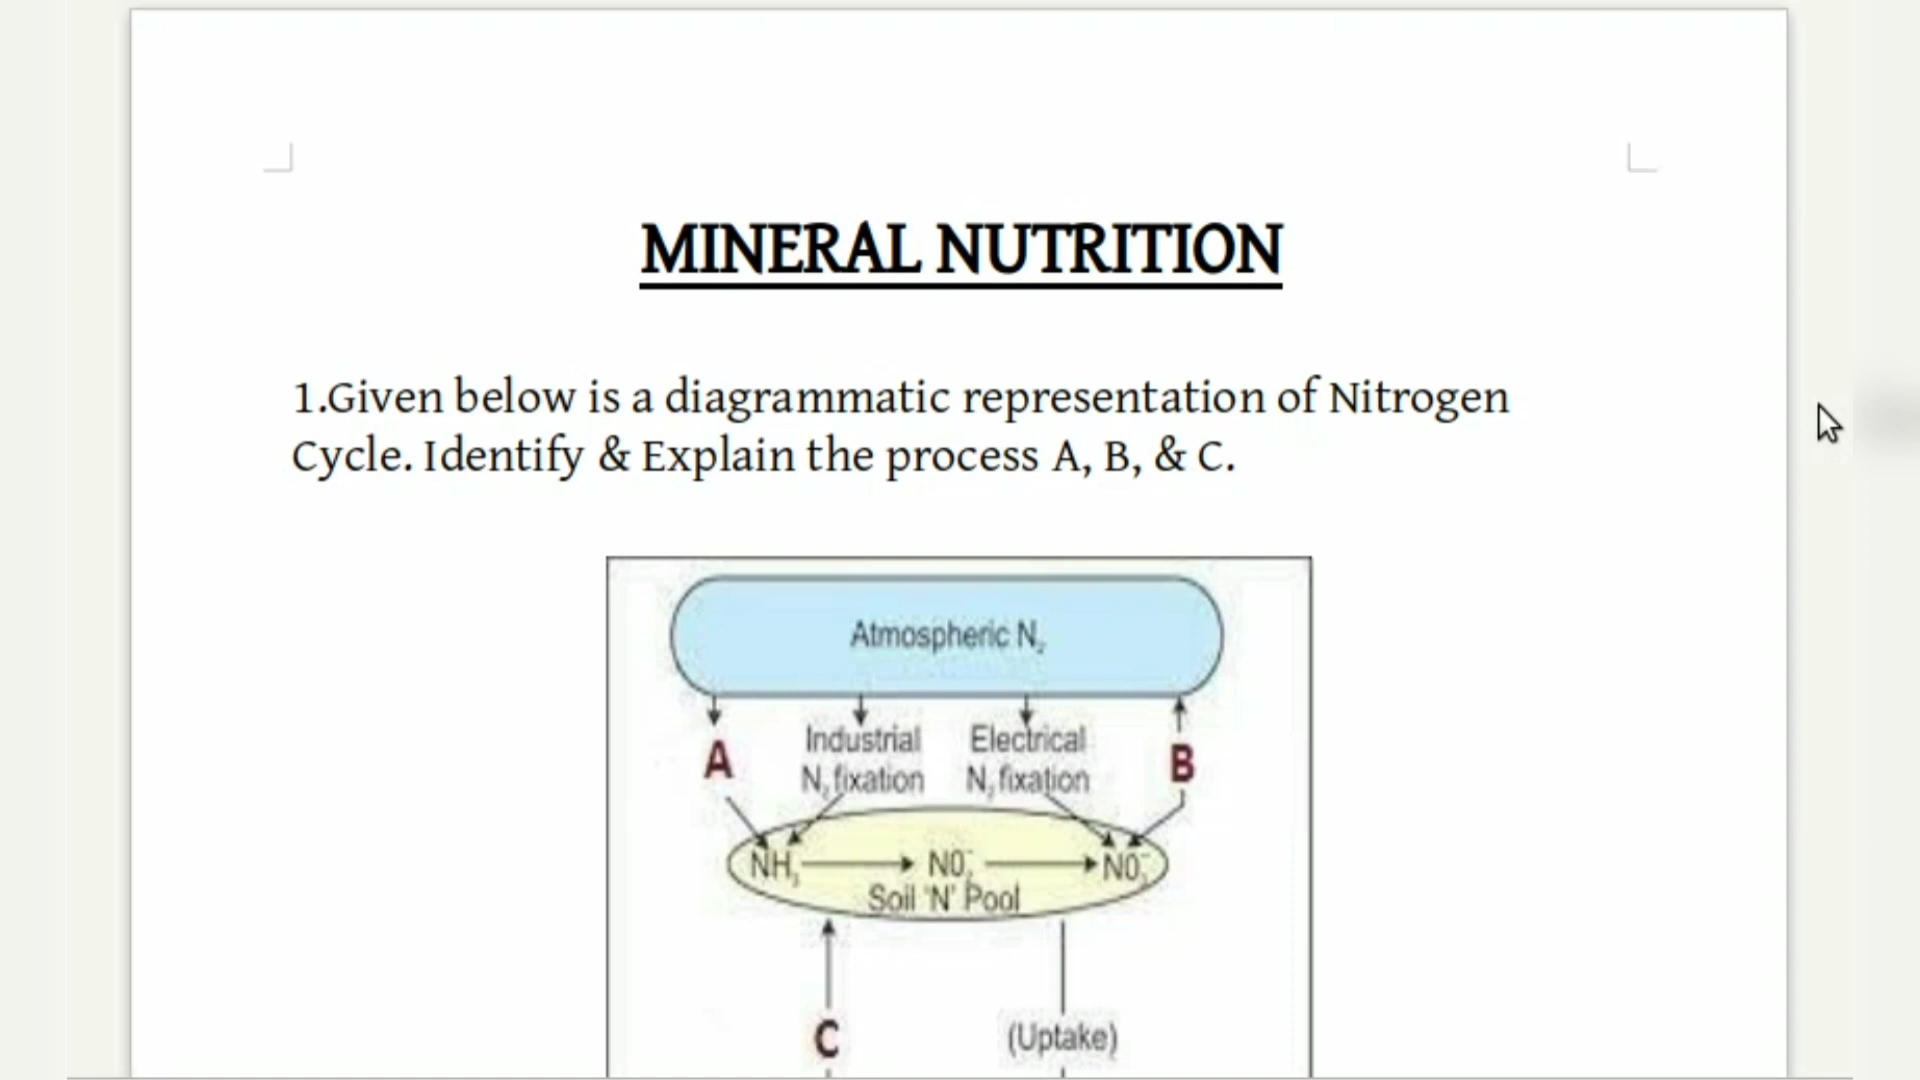 MINERAL NUTRITION
1.Given below is a diagrammatic representation of Nitrogen
Cycle. Identify & Explain the process A, B, & C.
Atmospheric N₂
A
Industrial
N₂ fixation
Electrical
N₂ fixation
B
NH₃
NO₂⁻
NO₃⁻
Soil 'N' Pool
C
(Uptake)